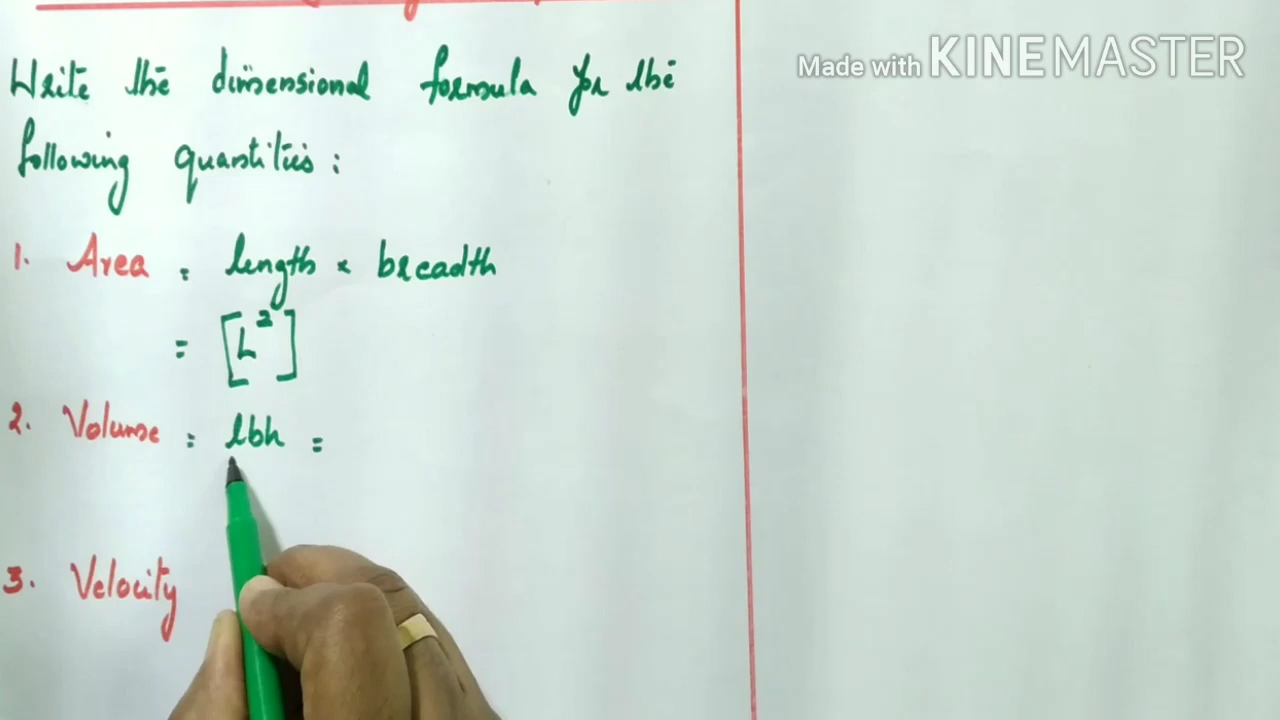 Write the dimensional formula for the
following quantities:
1. Area = length × breadth
= [L²]
2. Volume = lbh =
3. Velocity
Made with KINEMASTER